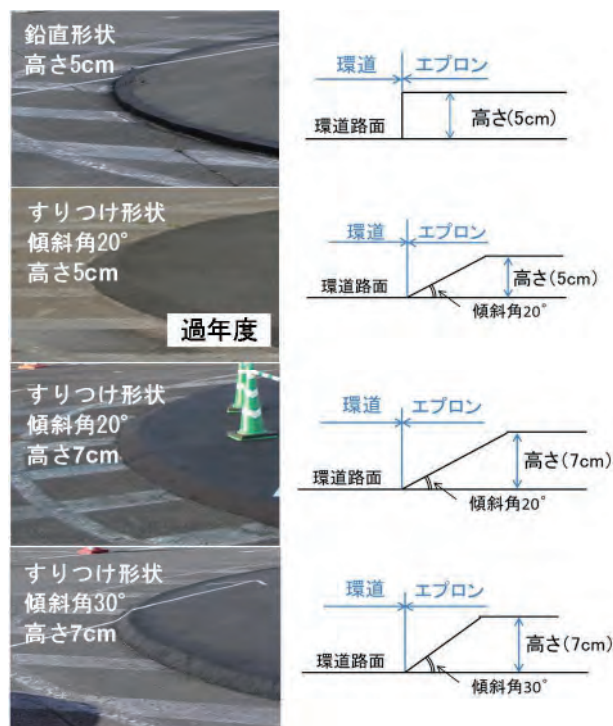 鉛直形状
高さ5cm
環道
エプロン
環道路面
高さ(5cm)
すりつけ形状
傾斜角20°
高さ5cm
過年度
環道
エプロン
環道路面
高さ(5cm)
傾斜角20°
すりつけ形状
傾斜角20°
高さ7cm
環道
エプロン
環道路面
高さ(7cm)
傾斜角20°
すりつけ形状
傾斜角30°
高さ7cm
環道
エプロン
環道路面
高さ(7cm)
傾斜角30°